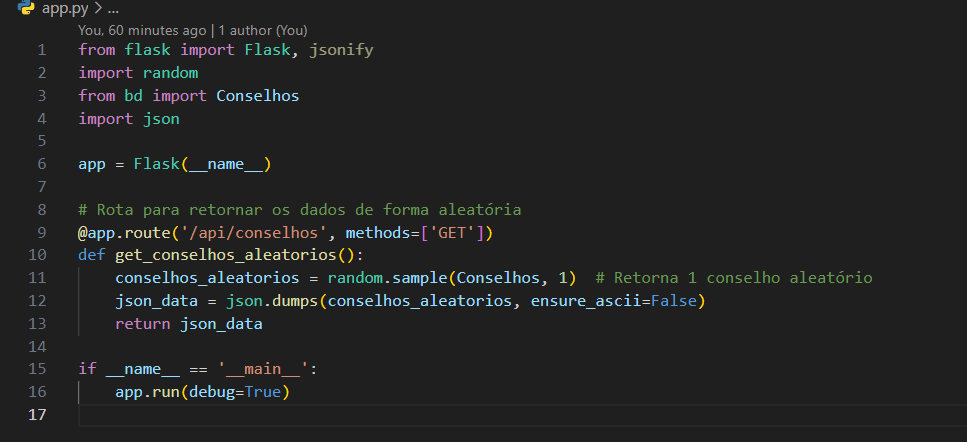 app.py > ...
You, 60 minutes ago | 1 author (You)
1 from flask import Flask, jsonify
2 import random
3 from bd import Conselhos
4 import json
5
6 app = Flask(__name__)
7
8 # Rota para retornar os dados de forma aleatória
9 @app.route('/api/conselhos', methods=['GET'])
10 def get_conselhos_aleatorios():
11     conselhos_aleatorios = random.sample(Conselhos, 1)  # Retorna 1 conselho aleatório
12     json_data = json.dumps(conselhos_aleatorios, ensure_ascii=False)
13     return json_data
14
15 if __name__ == '__main__':
16     app.run(debug=True)
17